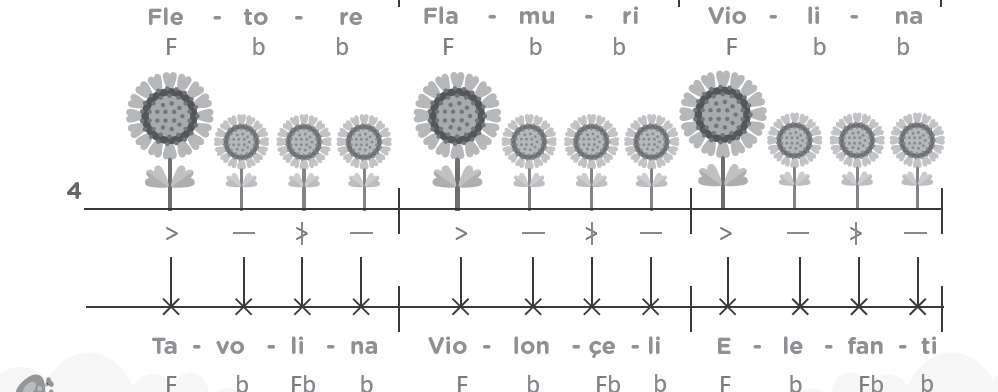 Fle - to - re Fla - mu - ri Vio - li - na
F b b F b b F b b
4
> — > — > — > — > — > —
Ta - vo - li - na Vio - lon - çe - li E - le - fan - ti
F b Fb b F b Fb b F b Fb b